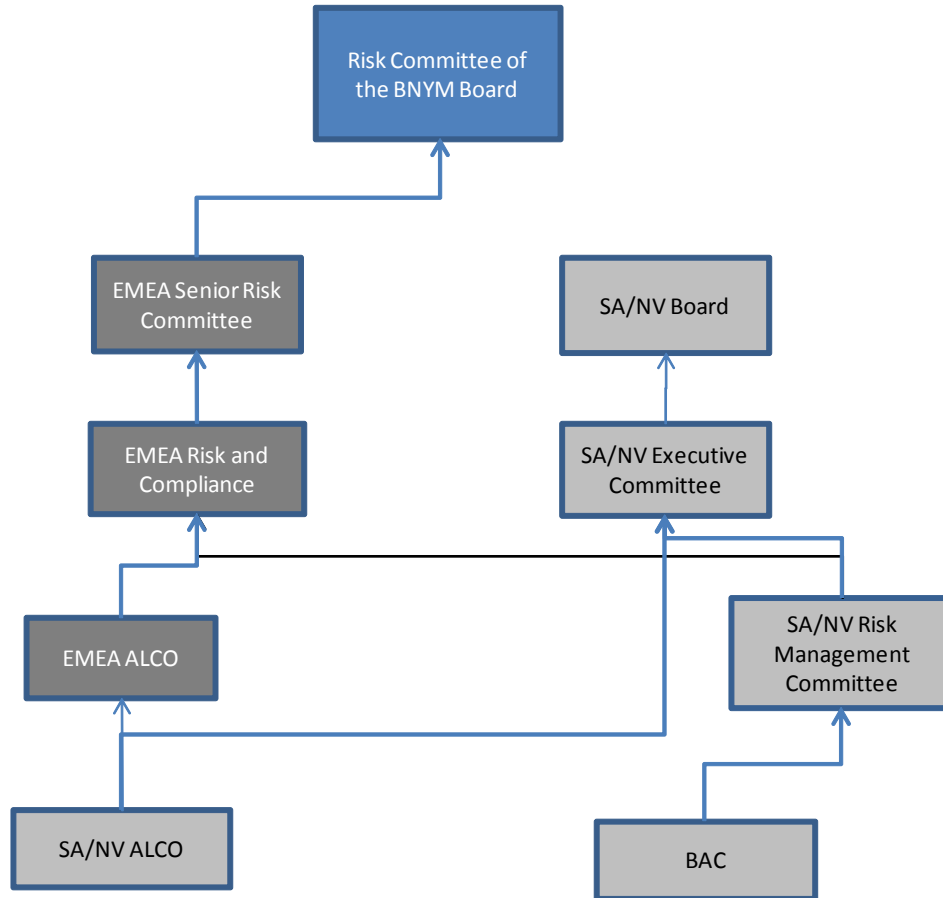 Risk Committee of
the BNYM Board
EMEA Senior Risk
Committee
SA/NV Board
EMEA Risk and
Compliance
SA/NV Executive
Committee
EMEA ALCO
SA/NV Risk
Management
Committee
SA/NV ALCO
BAC